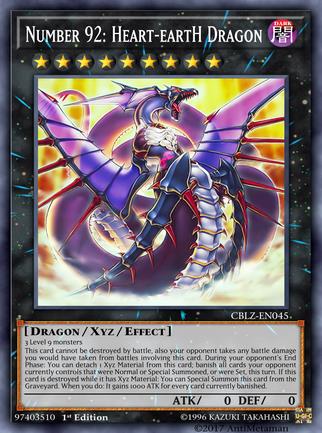 NUMBER 92: HEART-EARTH DRAGON
DARK
闇
CBLZ-EN045
[DRAGON / XYZ / EFFECT]
3 Level 9 monsters
This card cannot be destroyed by battle, also your opponent takes any battle damage
you would have taken from battles involving this card. During your opponent's End
Phase: You can detach 1 Xyz Material from this card; banish all cards your opponent
controls that were Normal or Special Summoned, or were Set, this turn. If this card
is destroyed while it has Xyz Material: You can Special Summon this card from the
Graveyard. When you do: It gains 1000 ATK for every card currently banished.
ATK/ 0 DEF/ 0
97403510 1st Edition ©1996 KAZUKI TAKAHASHI
©2017 AntiMetaman